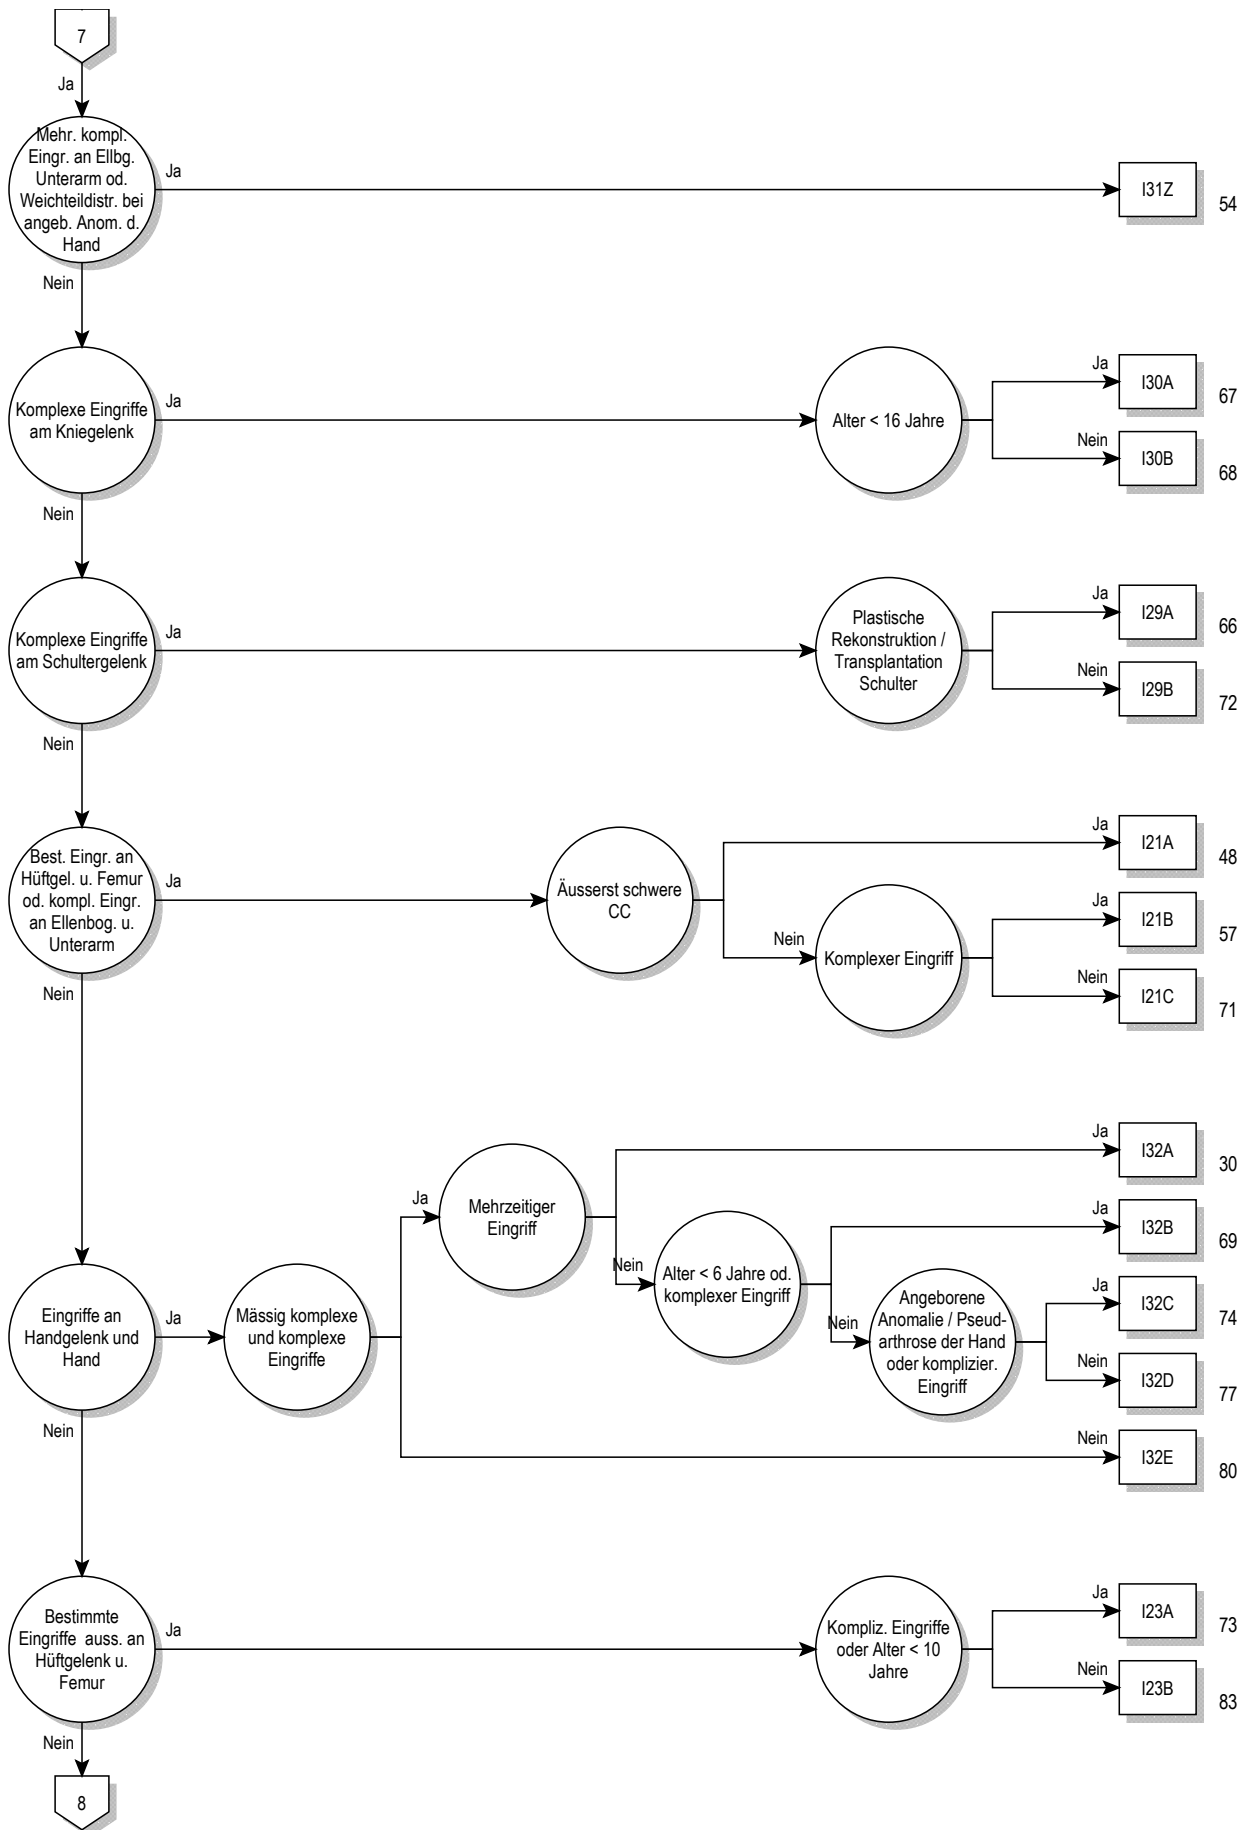 7
Ja
Mehr. kompl.
Eingr. an Ellbg.
Unterarm od.
Weichteildistr. bei
angeb. Anom. d.
Hand
Ja
I31Z
54
Nein
Komplexe Eingriffe
am Kniegelenk
Ja
Alter < 16 Jahre
Ja
I30A
67
Nein
I30B
68
Nein
Komplexe Eingriffe
am Schultergelenk
Ja
Plastische
Rekonstruktion /
Transplantation
Schulter
Ja
I29A
66
Nein
I29B
72
Nein
Best. Eingr. an
Hüftgel. u. Femur
od. kompl. Eingr.
an Ellenbog. u.
Unterarm
Ja
Äusserst schwere
CC
Ja
I21A
48
Nein
Komplexer Eingriff
Ja
I21B
57
Nein
I21C
71
Nein
Eingriffe an
Handgelenk und
Hand
Ja
Mässig komplexe
und komplexe
Eingriffe
Ja
Mehrzeitiger
Eingriff
Ja
I32A
30
Nein
Alter < 6 Jahre od.
komplexer Eingriff
Ja
I32B
69
Nein
Angeborene
Anomalie / Pseud-
arthrose der Hand
oder komplizier.
Eingriff
Ja
I32C
74
Nein
I32D
77
Nein
I32E
80
Nein
Bestimmte
Eingriffe auss. an
Hüftgelenk u.
Femur
Ja
Kompliz. Eingriffe
oder Alter < 10
Jahre
Ja
I23A
73
Nein
I23B
83
Nein
8